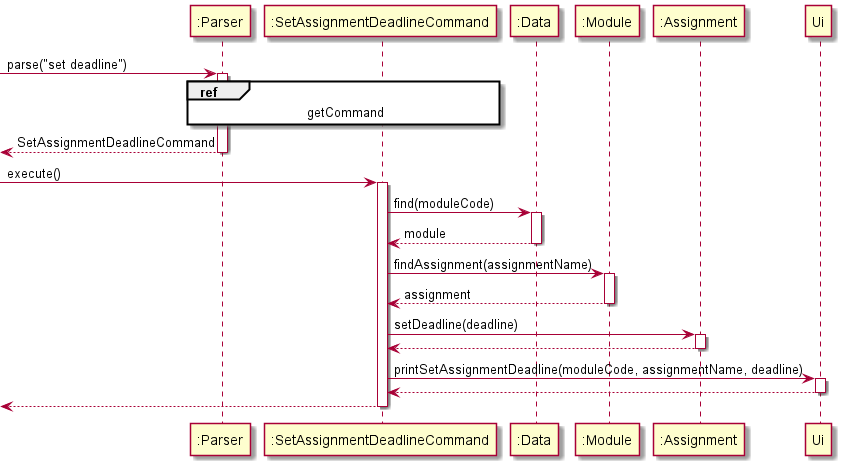 :Parser :SetAssignmentDeadlineCommand :Data :Module :Assignment Ui
parse("set deadline")
ref
getCommand
SetAssignmentDeadlineCommand
execute()
find(moduleCode)
module
findAssignment(assignmentName)
assignment
setDeadline(deadline)
printSetAssignmentDeadline(moduleCode, assignmentName, deadline)
:Parser :SetAssignmentDeadlineCommand :Data :Module :Assignment Ui